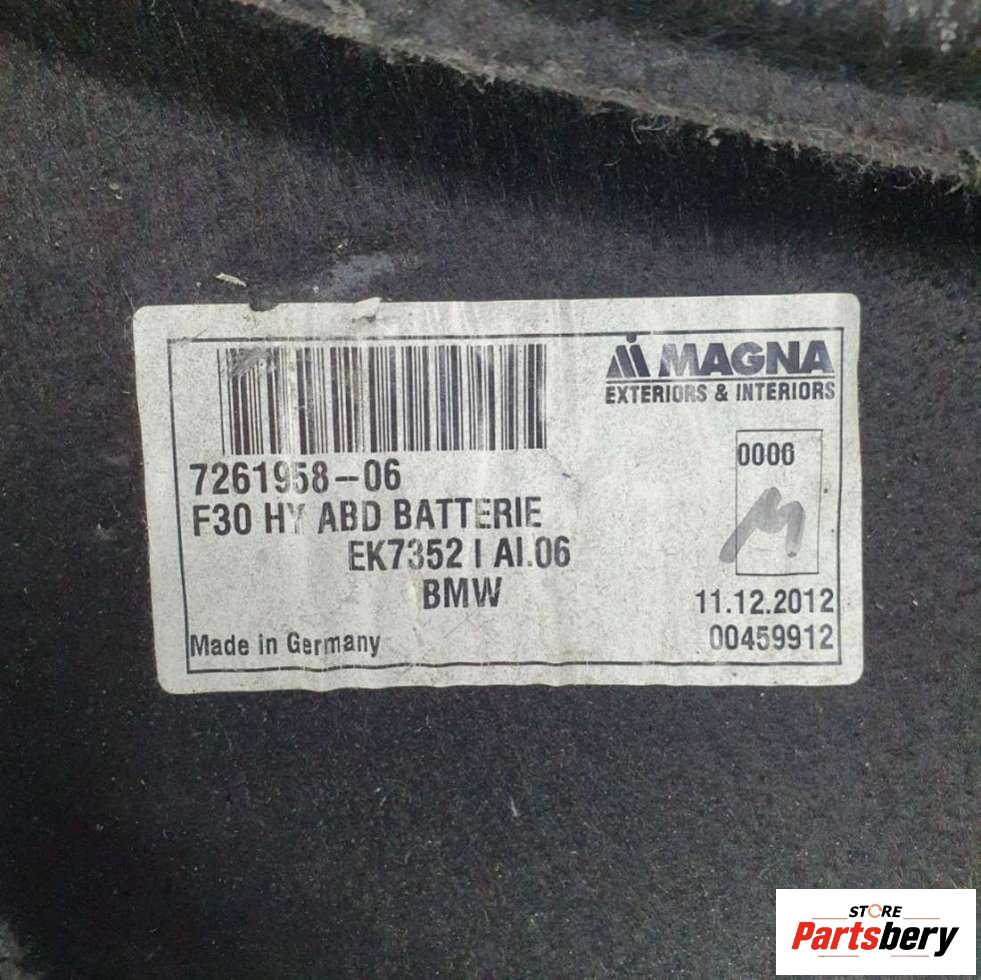 MAGNA
EXTERIORS & INTERIORS
0006
M
7261958-06
F30 HY ABD BATTERIE
EK7352 I AI.06
BMW
11.12.2012
Made in Germany
00459912
STORE
Partsbery